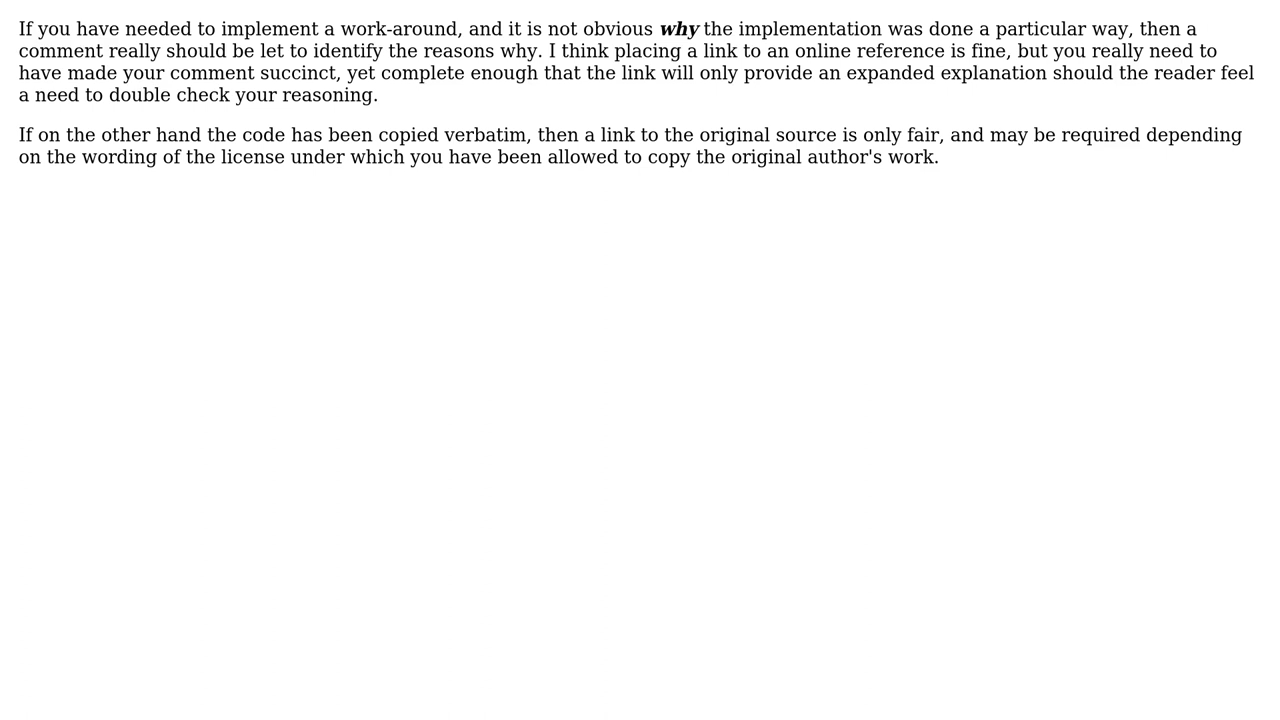 If you have needed to implement a work-around, and it is not obvious why the implementation was done a particular way, then a
comment really should be let to identify the reasons why. I think placing a link to an online reference is fine, but you really need to
have made your comment succinct, yet complete enough that the link will only provide an expanded explanation should the reader feel
a need to double check your reasoning.
If on the other hand the code has been copied verbatim, then a link to the original source is only fair, and may be required depending
on the wording of the license under which you have been allowed to copy the original author's work.